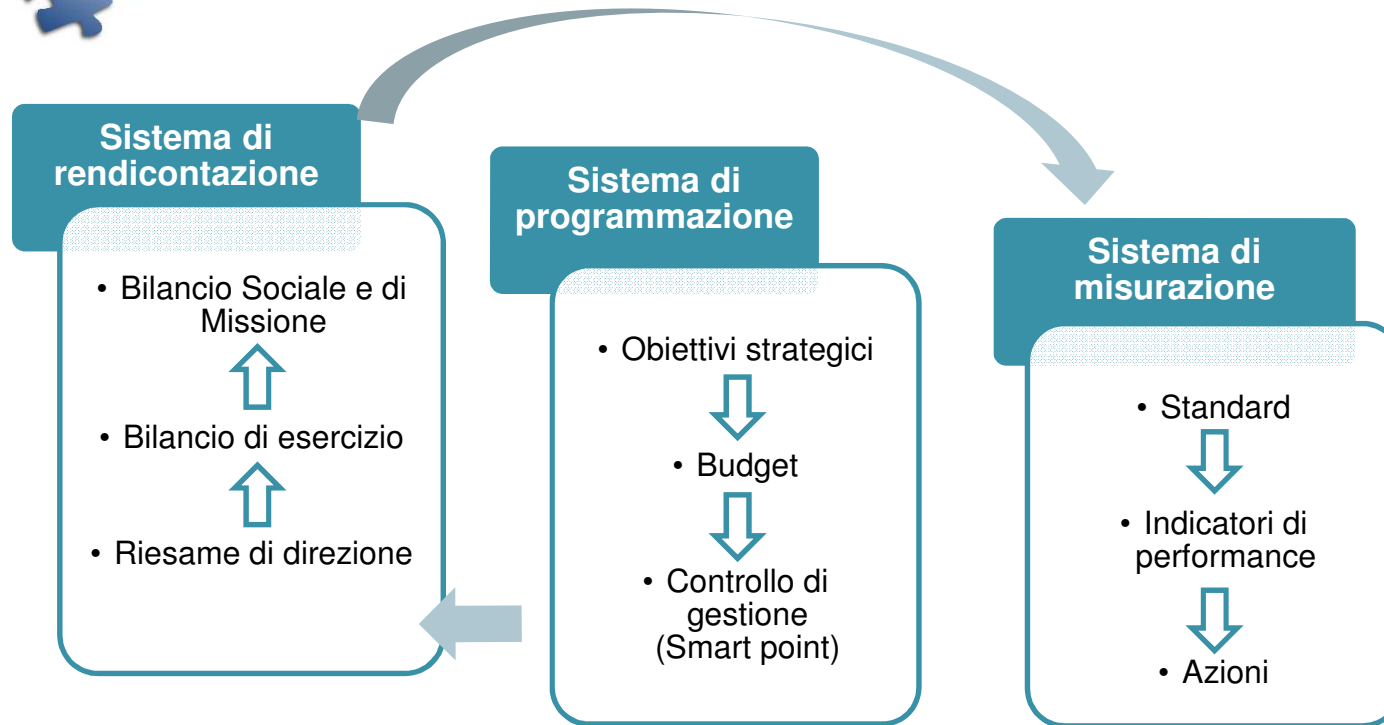 Sistema di
rendicontazione
• Bilancio Sociale e di
Missione
• Bilancio di esercizio
• Riesame di direzione
Sistema di
programmazione
• Obiettivi strategici
• Budget
• Controllo di
gestione
(Smart point)
Sistema di
misurazione
• Standard
• Indicatori di
performance
• Azioni